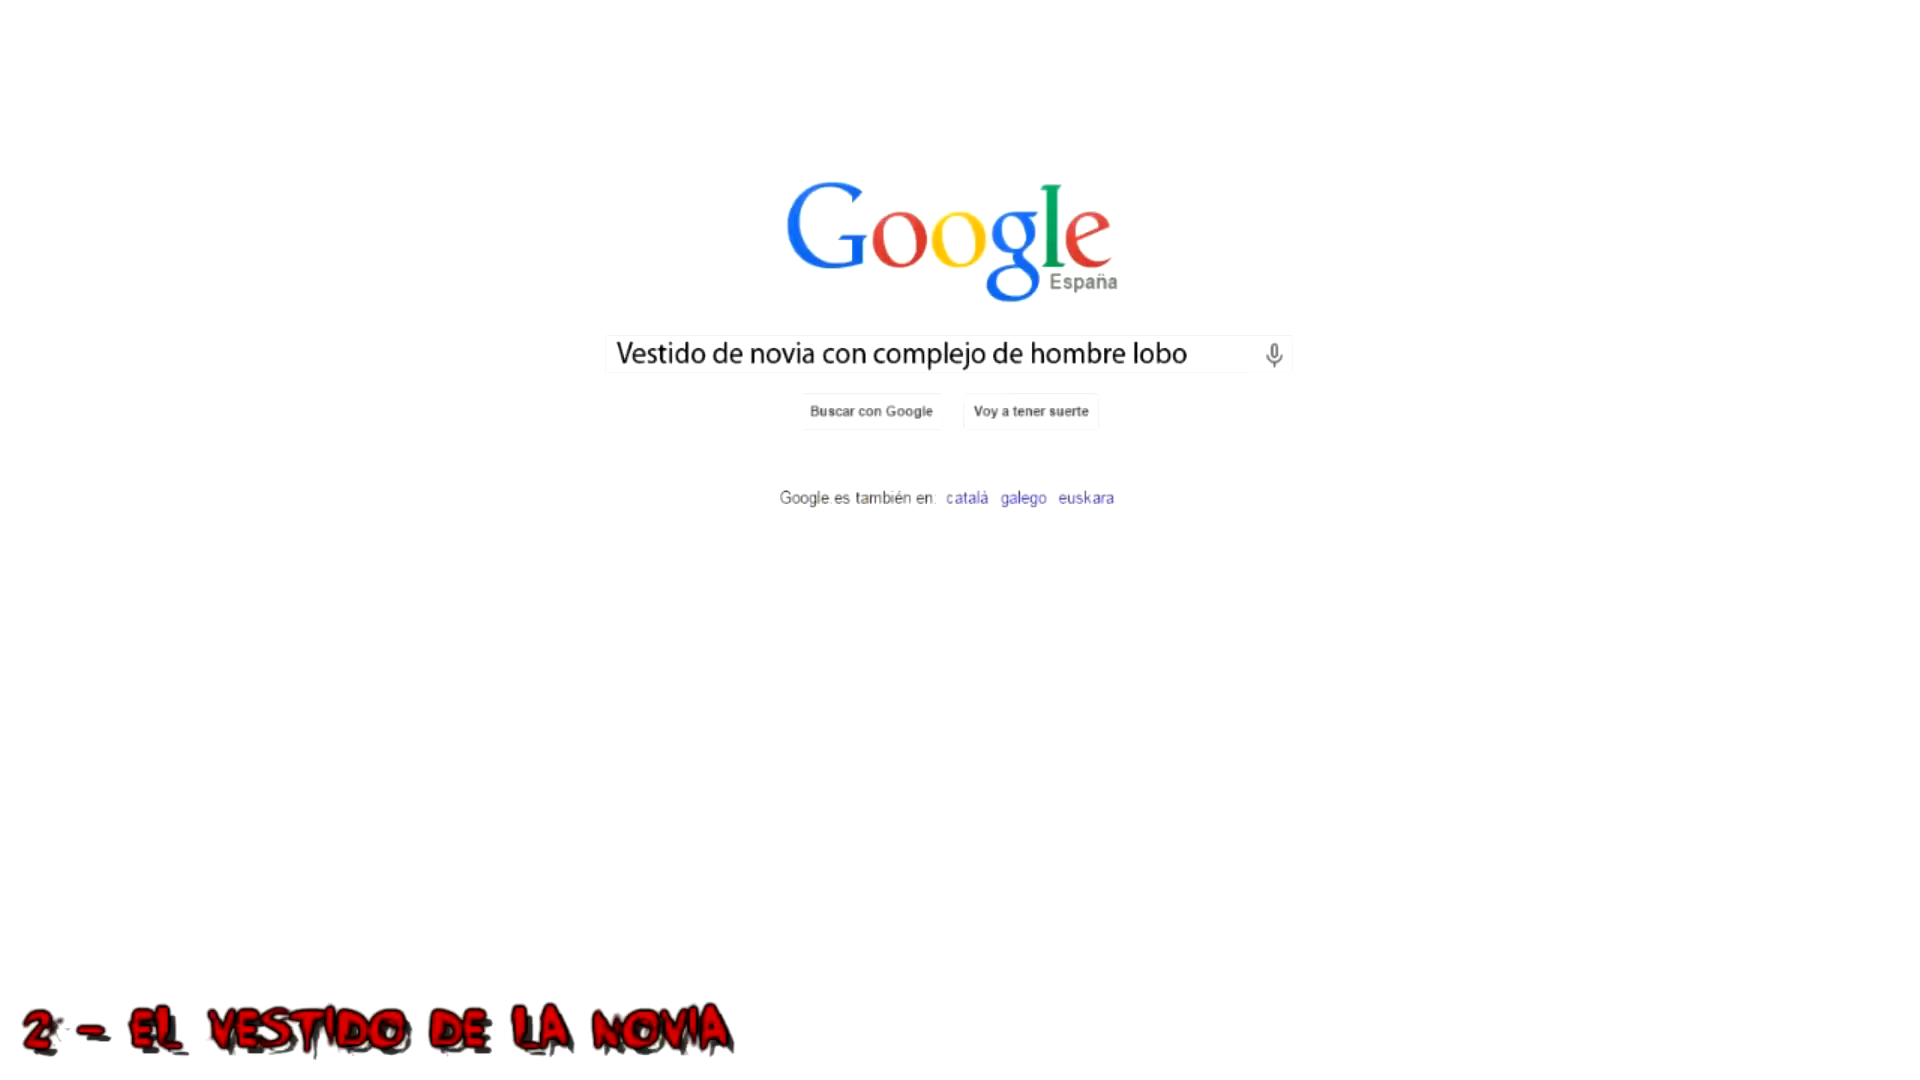 Google
España
Vestido de novia con complejo de hombre lobo
Buscar con Google Voy a tener suerte
Google.es también en: català galego euskara
2 - EL VESTIDO DE LA NOVIA